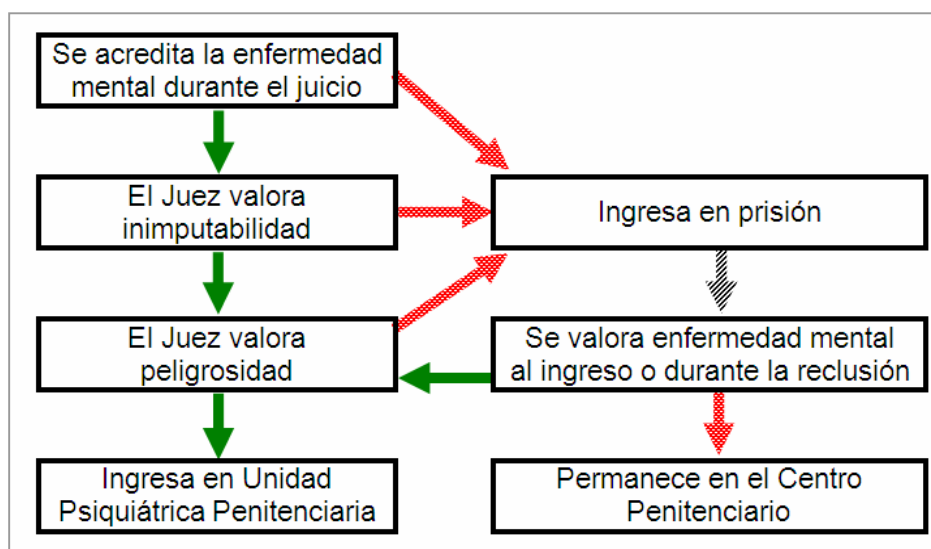 Se acredita la enfermedad
mental durante el juicio
El Juez valora
inimputabilidad
Ingresa en prisión
El Juez valora
peligrosidad
Se valora enfermedad mental
al ingreso o durante la reclusión
Ingresa en Unidad
Psiquiátrica Penitenciaria
Permanece en el Centro
Penitenciario